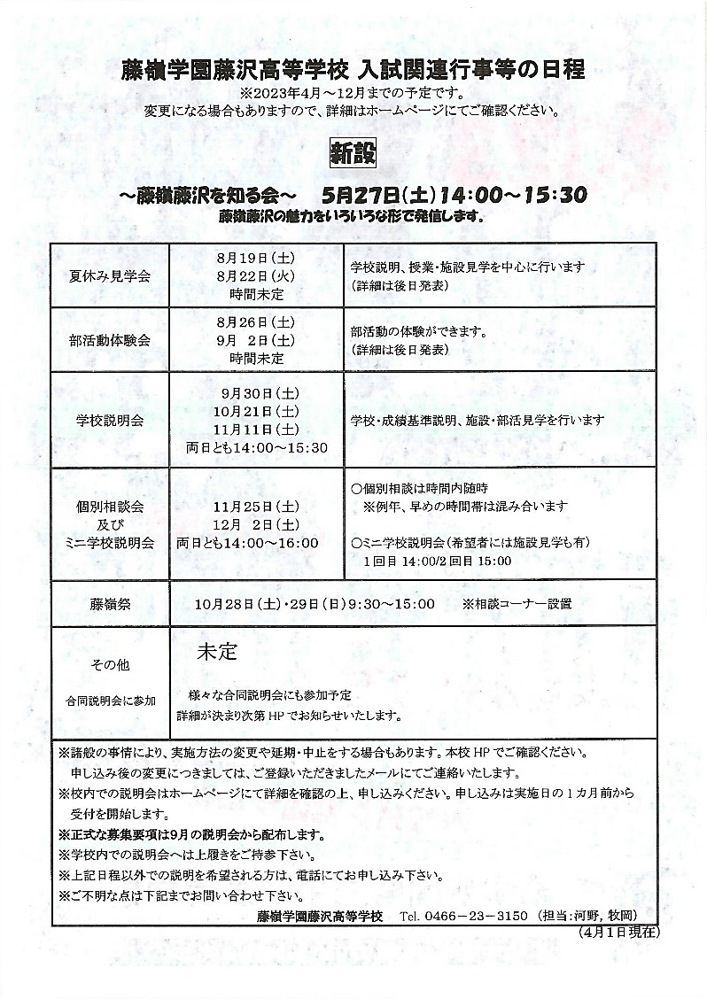 藤嶺学園藤沢高等学校 入試関連行事等の日程
※2023年4月～12月までの予定です。
変更になる場合もありますので、詳細はホームページにてご確認ください。
新設
～藤嶺藤沢を知る会～　5月27日(土)14:00～15:30
藤嶺藤沢の魅力をいろいろな形で発信します。
夏休み見学会
8月19日(土)
8月22日(火)
時間未定
学校説明、授業・施設見学を中心に行います
(詳細は後日発表)
部活動体験会
8月26日(土)
9月 2日(土)
時間未定
部活動の体験ができます。
(詳細は後日発表)
学校説明会
9月30日(土)
10月21日(土)
11月11日(土)
両日とも14:00～15:30
学校・成績基準説明、施設・部活見学を行います
個別相談会
及び
ミニ学校説明会
11月25日(土)
12月 2日(土)
両日とも14:00～16:00
○個別相談は時間内随時
※例年、早めの時間帯は混み合います
○ミニ学校説明会(希望者には施設見学も有)
1回目 14:00/2回目 15:00
藤嶺祭
10月28日(土)・29日(日)9:30～15:00　※相談コーナー設置
その他
合同説明会に参加
未定
様々な合同説明会にも参加予定
詳細が決まり次第HPでお知らせいたします。
※諸般の事情により、実施方法の変更や延期・中止をする場合もあります。本校HPでご確認ください。
申し込み後の変更につきましては、ご登録いただきましたメールにてご連絡いたします。
※校内での説明会はホームページにて詳細を確認の上、申し込みください。申し込みは実施日の1カ月前から
受付を開始します。
※正式な募集要項は9月の説明会から配布します。
※学校内での説明会へは上履きをご持参下さい。
※上記日程以外での説明を希望される方は、電話にてお申し込み下さい。
※ご不明な点は下記までお問い合わせ下さい。
藤嶺学園藤沢高等学校　Tel. 0466－23－3150 (担当:河野, 牧岡)
(4月1日現在)